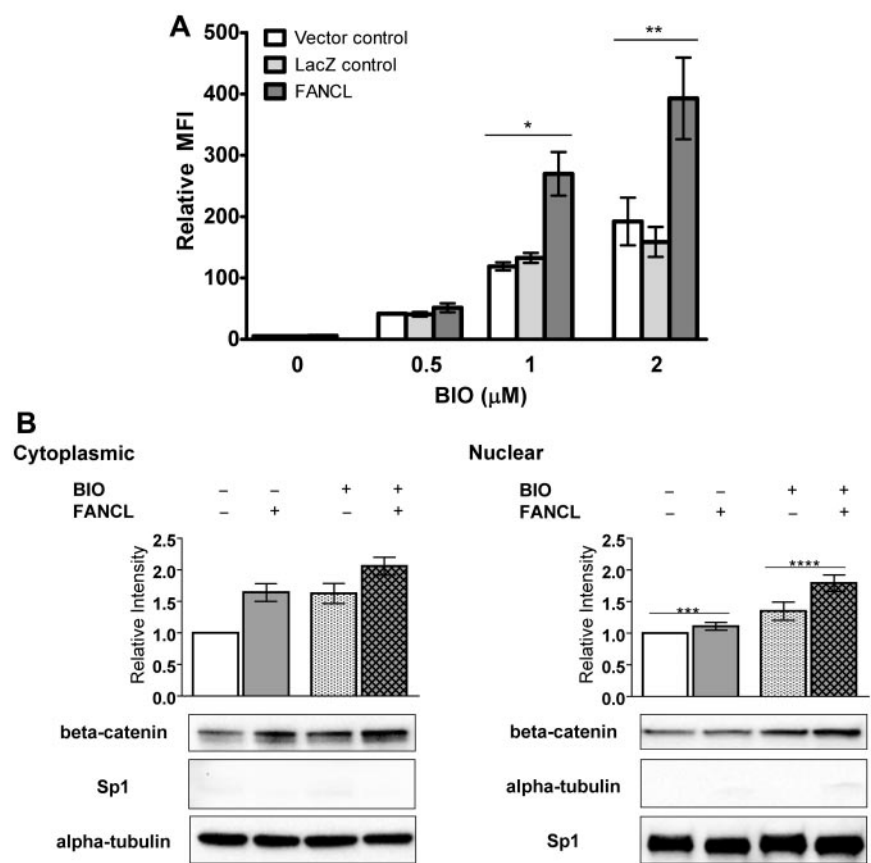 A
500
400
300
200
100
0
Relative MFI
Vector control
LacZ control
FANCL
*
**
0 0.5 1 2
BIO (μM)
B
Cytoplasmic
BIO – – + +
FANCL – + – +
2.5
2.0
1.5
1.0
0.5
0.0
Relative Intensity
beta-catenin
Sp1
alpha-tubulin
Nuclear
BIO – – + +
FANCL – + – +
2.5
2.0
1.5
1.0
0.5
0.0
Relative Intensity
***
****
beta-catenin
alpha-tubulin
Sp1